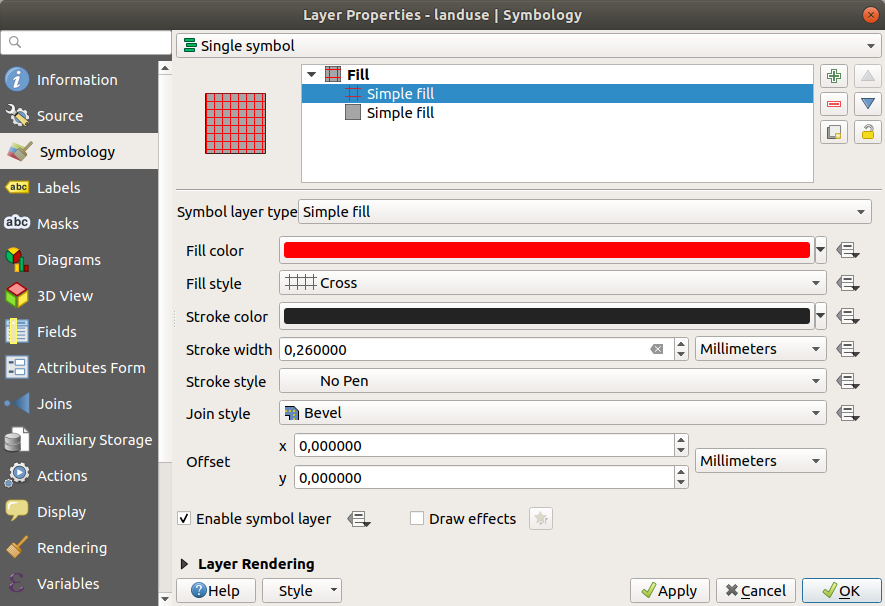 Layer Properties - landuse | Symbology
Single symbol
Information
Source
Symbology
abc Labels
abc Masks
Diagrams
3D View
Fields
Attributes Form
Joins
Auxiliary Storage
Actions
Display
Rendering
Variables
Fill
Simple fill
Simple fill
Symbol layer type Simple fill
Fill color
Fill style Cross
Stroke color
Stroke width 0,260000 Millimeters
Stroke style No Pen
Join style Bevel
Offset x 0,000000 Millimeters
y 0,000000
Enable symbol layer Draw effects
Layer Rendering
Help Style Apply Cancel OK